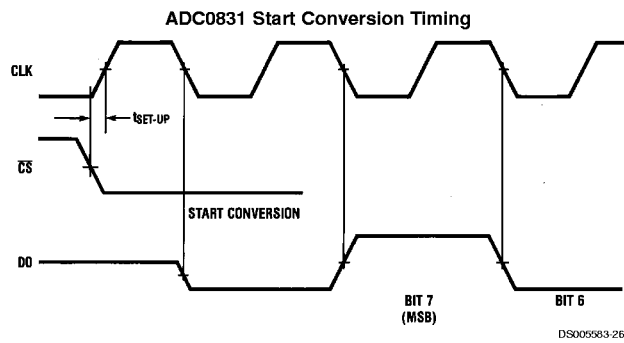 ADC0831 Start Conversion Timing
CLK
tSET-UP
CS
START CONVERSION
DO
BIT 7
(MSB)
BIT 6
DS005583-26